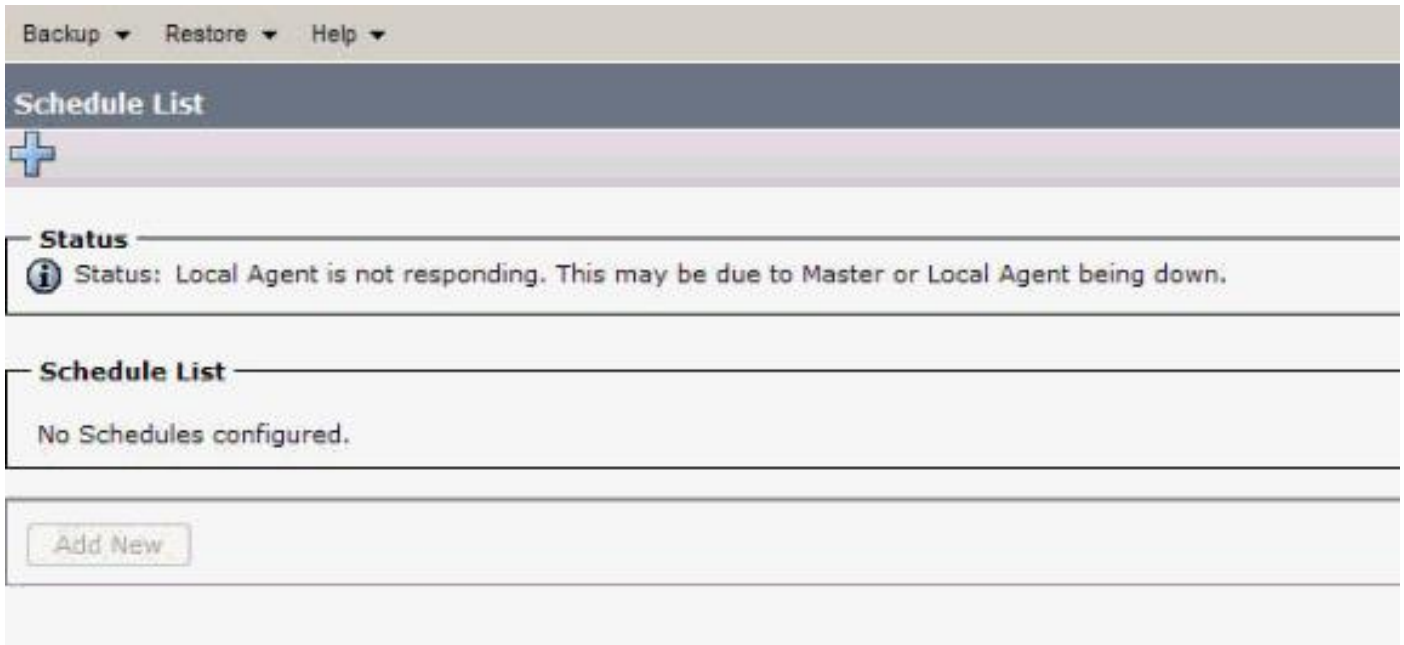 Backup Restore Help
Schedule List
Status
Status: Local Agent is not responding. This may be due to Master or Local Agent being down.
Schedule List
No Schedules configured.
Add New